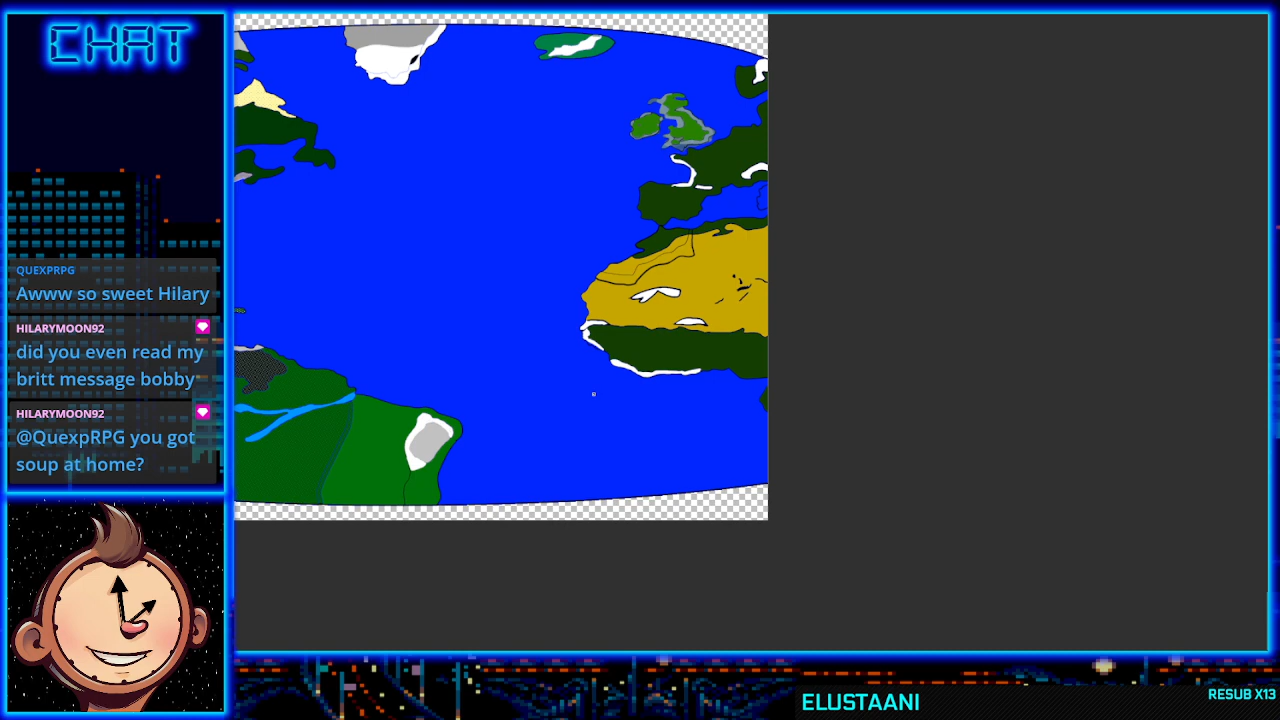 CHAT
QUEXPRPG
Awww so sweet Hilary
HILARYMOON92
did you even read my
britt message bobby
HILARYMOON92
@QuexpRPG you got
soup at home?
ELUSTAANI
RESUB X13